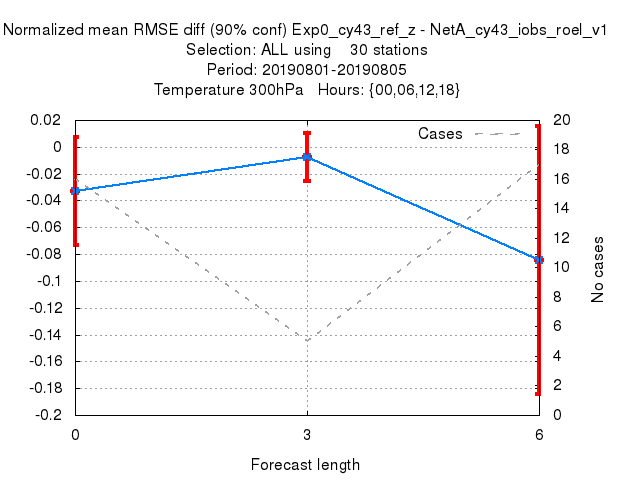 Normalized mean RMSE diff (90% conf) Exp0_cy43_ref_z - NetA_cy43_iobs_roel_v1
Selection: ALL using 30 stations
Period: 20190801-20190805
Temperature 300hPa Hours: {00,06,12,18}
Cases
0.02
0
-0.02
-0.04
-0.06
-0.08
-0.1
-0.12
-0.14
-0.16
-0.18
-0.2
20
18
16
14
12
10
8
6
4
2
0
No cases
0 3 6
Forecast length